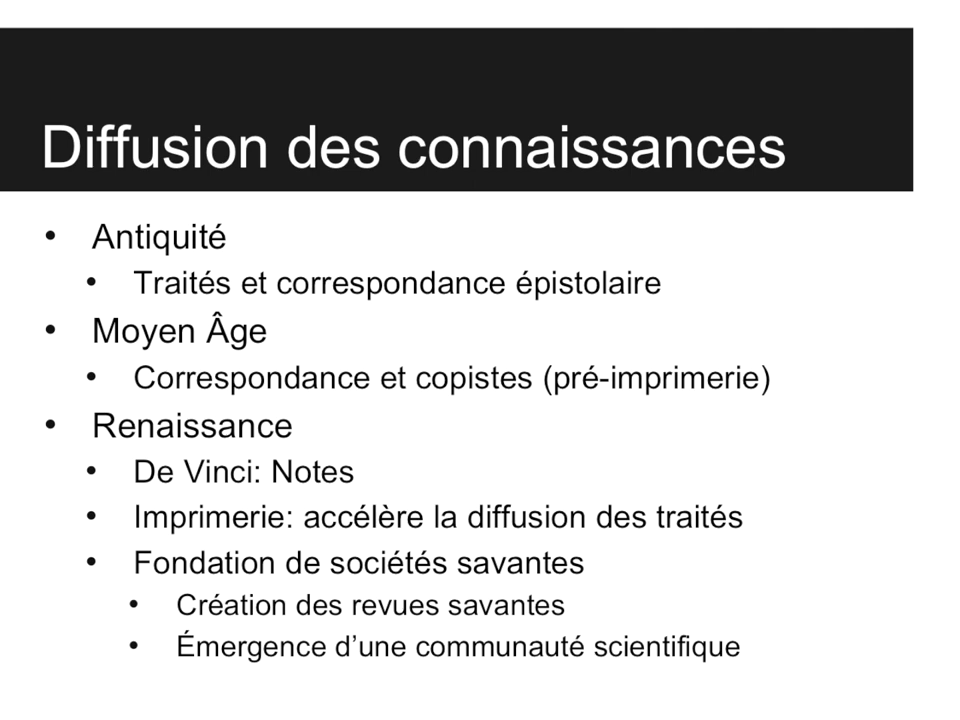 Diffusion des connaissances
• Antiquité
• Traités et correspondance épistolaire
• Moyen Âge
• Correspondance et copistes (pré-imprimerie)
• Renaissance
• De Vinci: Notes
• Imprimerie: accélère la diffusion des traités
• Fondation de sociétés savantes
• Création des revues savantes
• Émergence d’une communauté scientifique